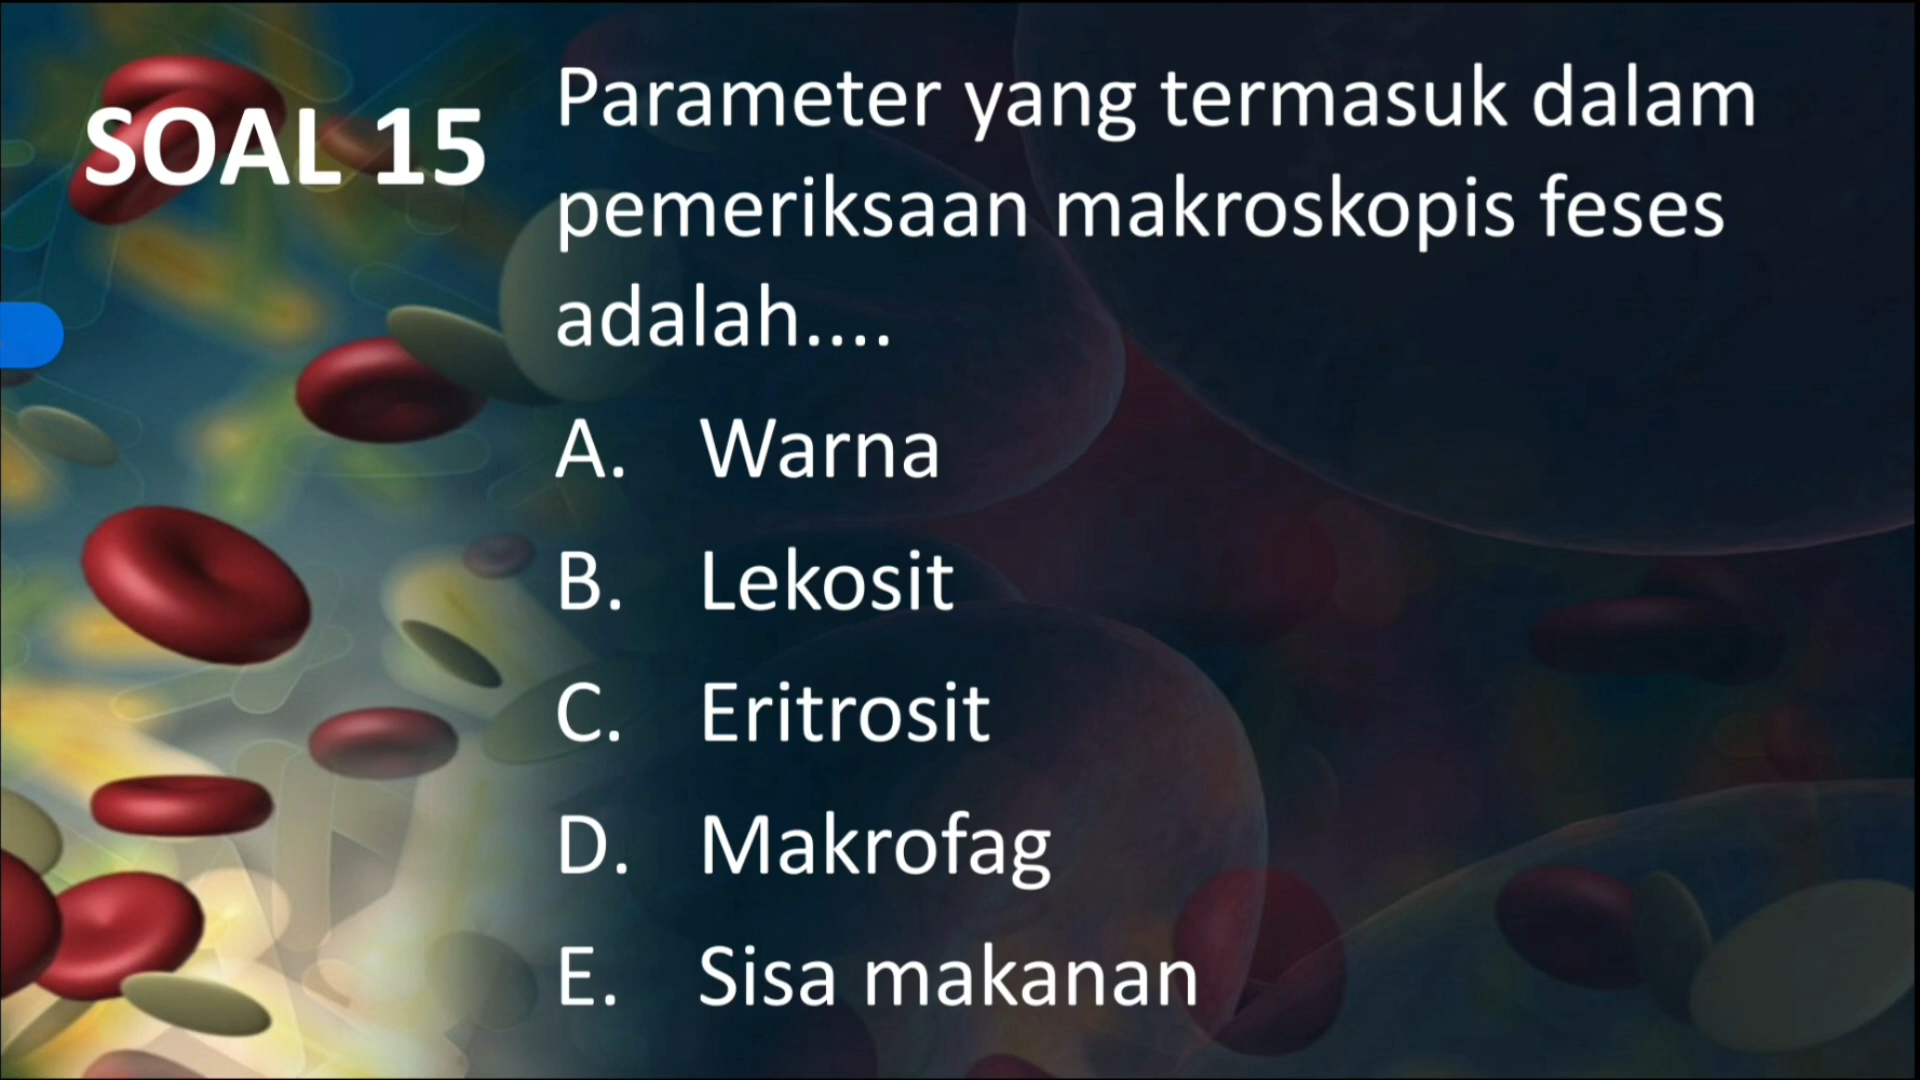 SOAL 15
Parameter yang termasuk dalam
pemeriksaan makroskopis feses
adalah....
A. Warna
B. Lekosit
C. Eritrosit
D. Makrofag
E. Sisa makanan